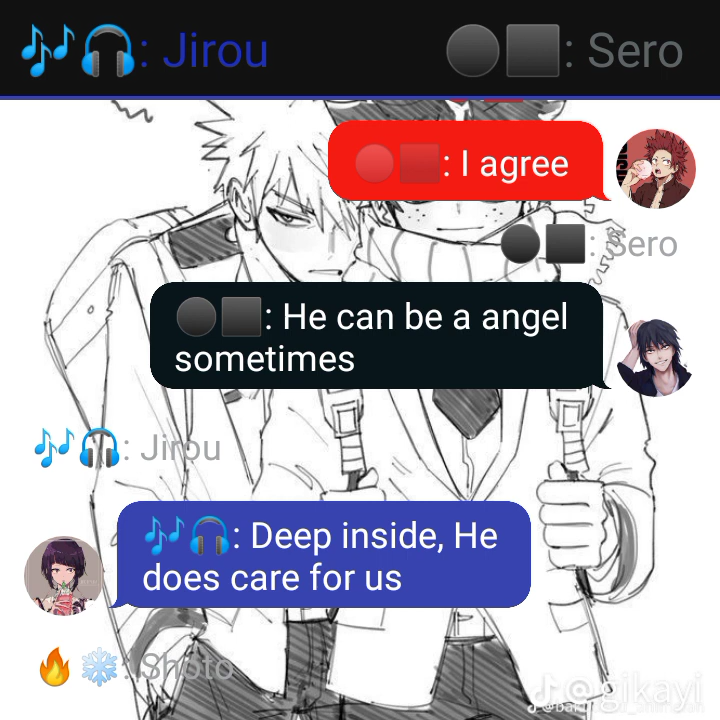 🎶🎧: Jirou
⚫⬛: Sero
🔴🟥: I agree
⚫⬛: Sero
⚫⬛: He can be a angel
sometimes
🎶🎧: Jirou
🎶🎧: Deep inside, He
does care for us
🔥❄️: Shoto
@gikayi